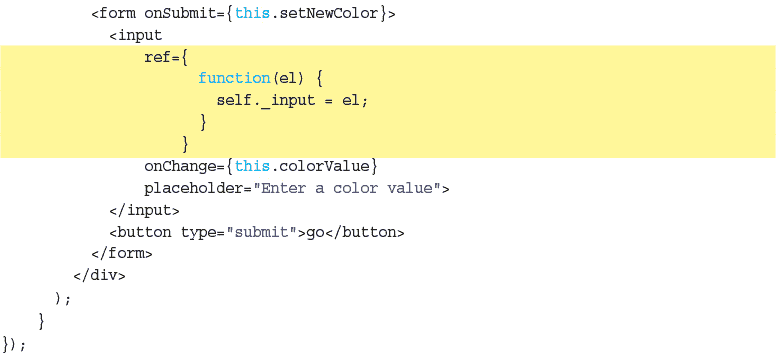 <form onSubmit={this.setNewColor}>
<input
ref={
function(el) {
self._input = el;
}
}
onChange={this.colorValue}
placeholder="Enter a color value">
</input>
<button type="submit">go</button>
</form>
</div>
);
}
});